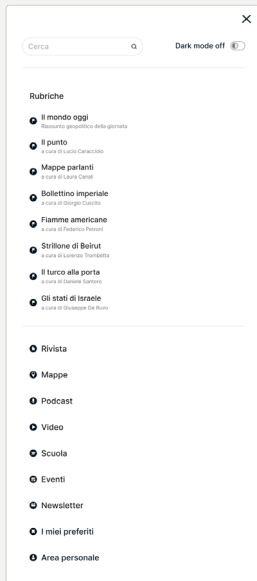 Cerca
Dark mode off
Rubriche
Il mondo oggi
Riassunto geopolitico della giornata
Il punto
a cura di Lucio Caracciolo
Mappe parlanti
a cura di Laura Canali
Bollettino imperiale
a cura di Giorgio Cuscito
Fiamme americane
a cura di Federico Petroni
Strillone di Beirut
a cura di Lorenzo Trombetta
Il turco alla porta
a cura di Daniele Santoro
Gli stati di Israele
a cura di Giuseppe De Ruvo
Rivista
Mappe
Podcast
Video
Scuola
Eventi
Newsletter
I miei preferiti
Area personale